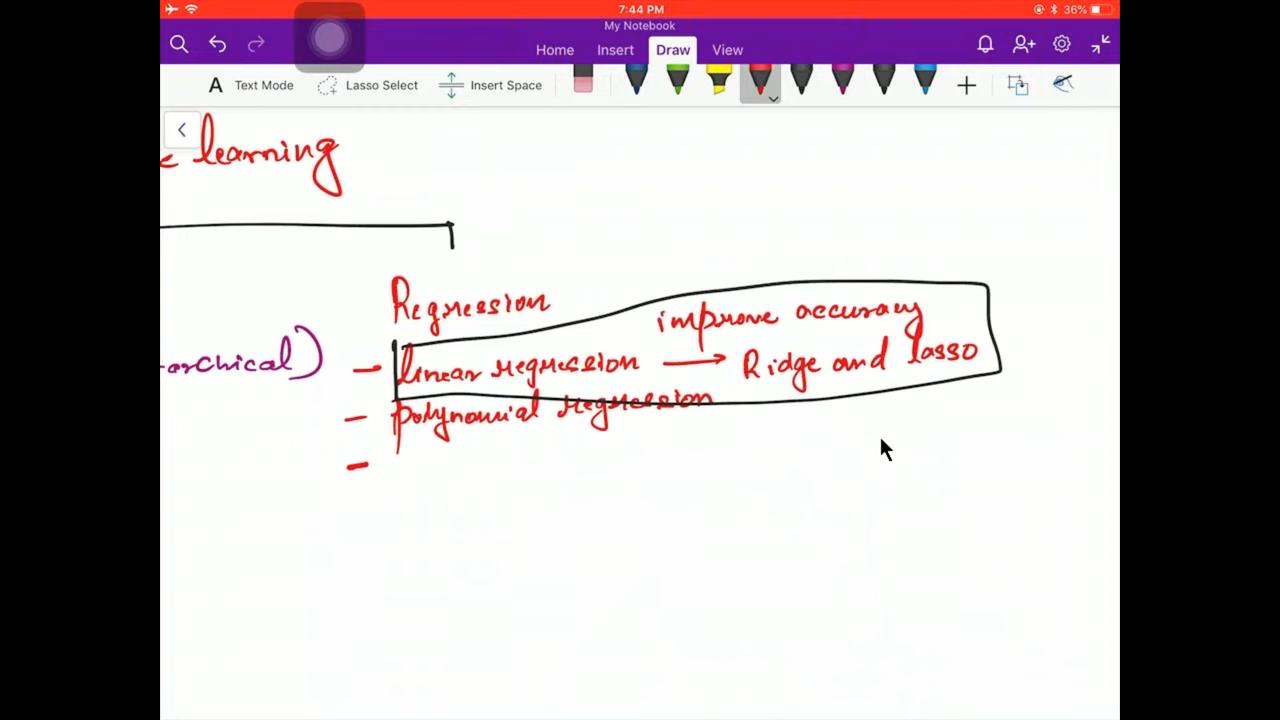 7:44 PM
36%
My Notebook
Home Insert Draw View
A Text Mode Lasso Select Insert Space
learning
Regression
improve accuracy
archical) - linear regression → Ridge and lasso
- polynomial regression
-